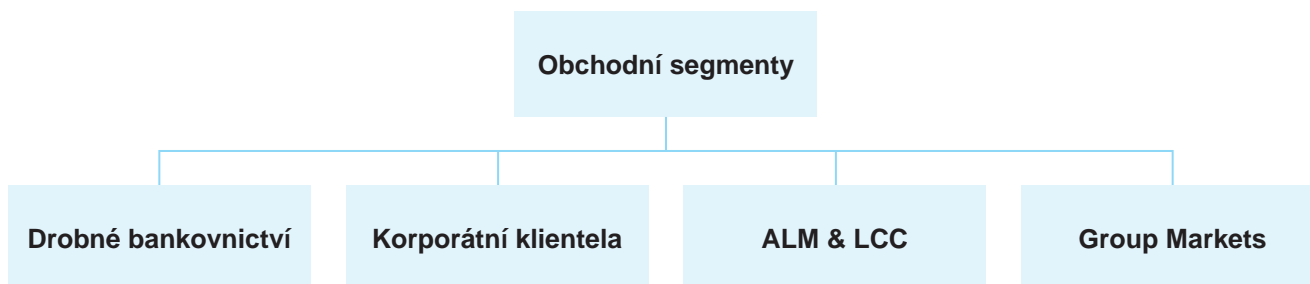 Obchodní segmenty
Drobné bankovnictví
Korporátní klientela
ALM & LCC
Group Markets